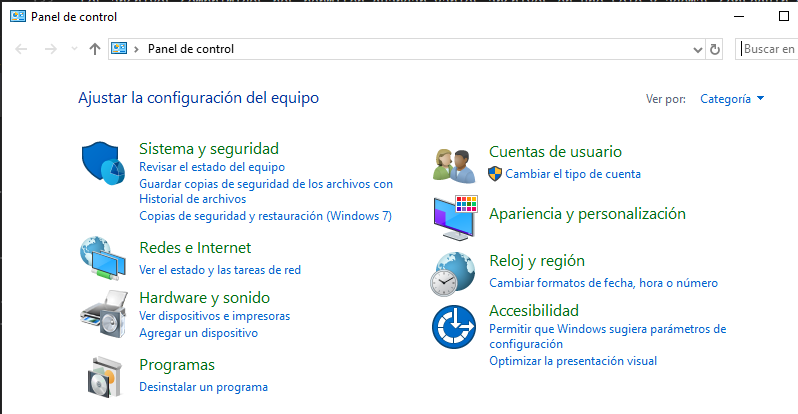 Panel de control
Panel de control
Buscar en
Ajustar la configuración del equipo
Ver por:
Categoría
Sistema y seguridad
Revisar el estado del equipo
Guardar copias de seguridad de los archivos con
Historial de archivos
Copias de seguridad y restauración (Windows 7)
Redes e Internet
Ver el estado y las tareas de red
Hardware y sonido
Ver dispositivos e impresoras
Agregar un dispositivo
Programas
Desinstalar un programa
Cuentas de usuario
Cambiar el tipo de cuenta
Apariencia y personalización
Reloj y región
Cambiar formatos de fecha, hora o número
Accesibilidad
Permitir que Windows sugiera parámetros de
configuración
Optimizar la presentación visual